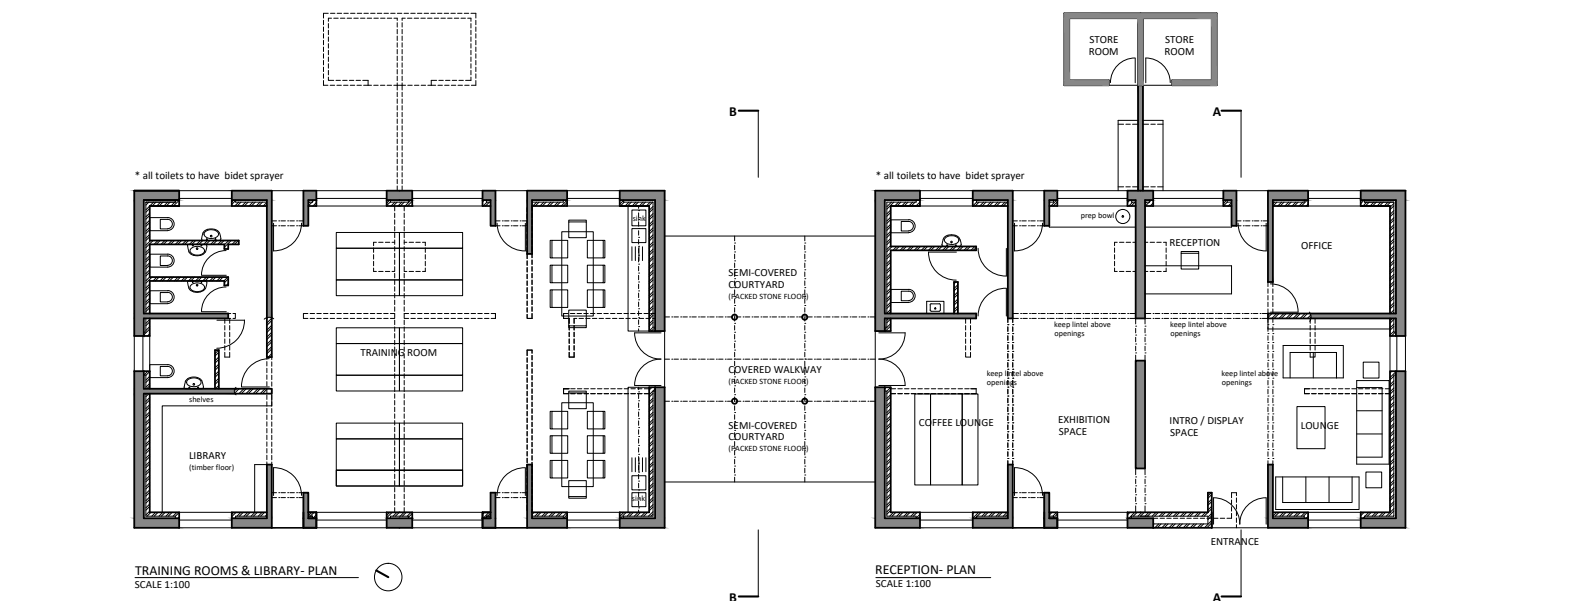 STORE
ROOM
STORE
ROOM
B
A
* all toilets to have  bidet sprayer
* all toilets to have  bidet sprayer
sink
prep bowl
RECEPTION
OFFICE
SEMI-COVERED
COURTYARD
(PACKED STONE FLOOR)
keep lintel above
openings
keep lintel above
openings
TRAINING ROOM
COVERED WALKWAY
(PACKED STONE FLOOR)
keep lintel above
openings
keep lintel above
openings
shelves
COFFEE LOUNGE
EXHIBITION
SPACE
INTRO / DISPLAY
SPACE
LOUNGE
SEMI-COVERED
COURTYARD
(PACKED STONE FLOOR)
LIBRARY
(timber floor)
sink
ENTRANCE
TRAINING ROOMS & LIBRARY- PLAN
SCALE 1:100
RECEPTION- PLAN
SCALE 1:100
B
A